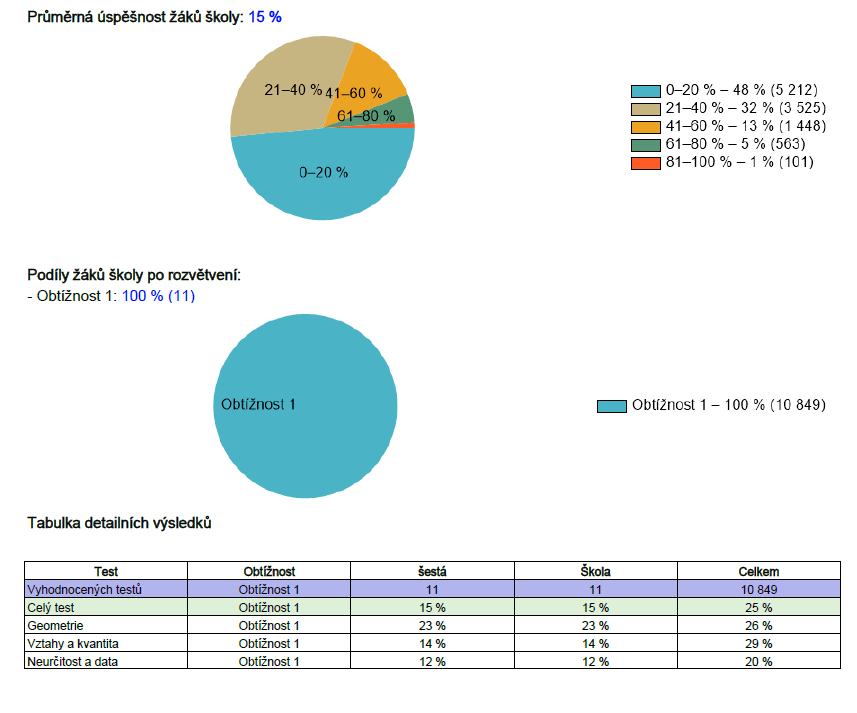 Průměrná úspěšnost žáků školy: 15 %
21–40 %
41–60 %
61–80 %
0–20 %
0–20 % – 48 % (5 212)
21–40 % – 32 % (3 525)
41–60 % – 13 % (1 448)
61–80 % – 5 % (563)
81–100 % – 1 % (101)
Podíly žáků školy po rozvětvení:
- Obtížnost 1: 100 % (11)
Obtížnost 1
Obtížnost 1 – 100 % (10 849)
Tabulka detailních výsledků
Test Obtížnost šestá Škola Celkem
Vyhodnocených testů Obtížnost 1 11 11 10 849
Celý test Obtížnost 1 15 % 15 % 25 %
Geometrie Obtížnost 1 23 % 23 % 26 %
Vztahy a kvantita Obtížnost 1 14 % 14 % 29 %
Neurčitost a data Obtížnost 1 12 % 12 % 20 %